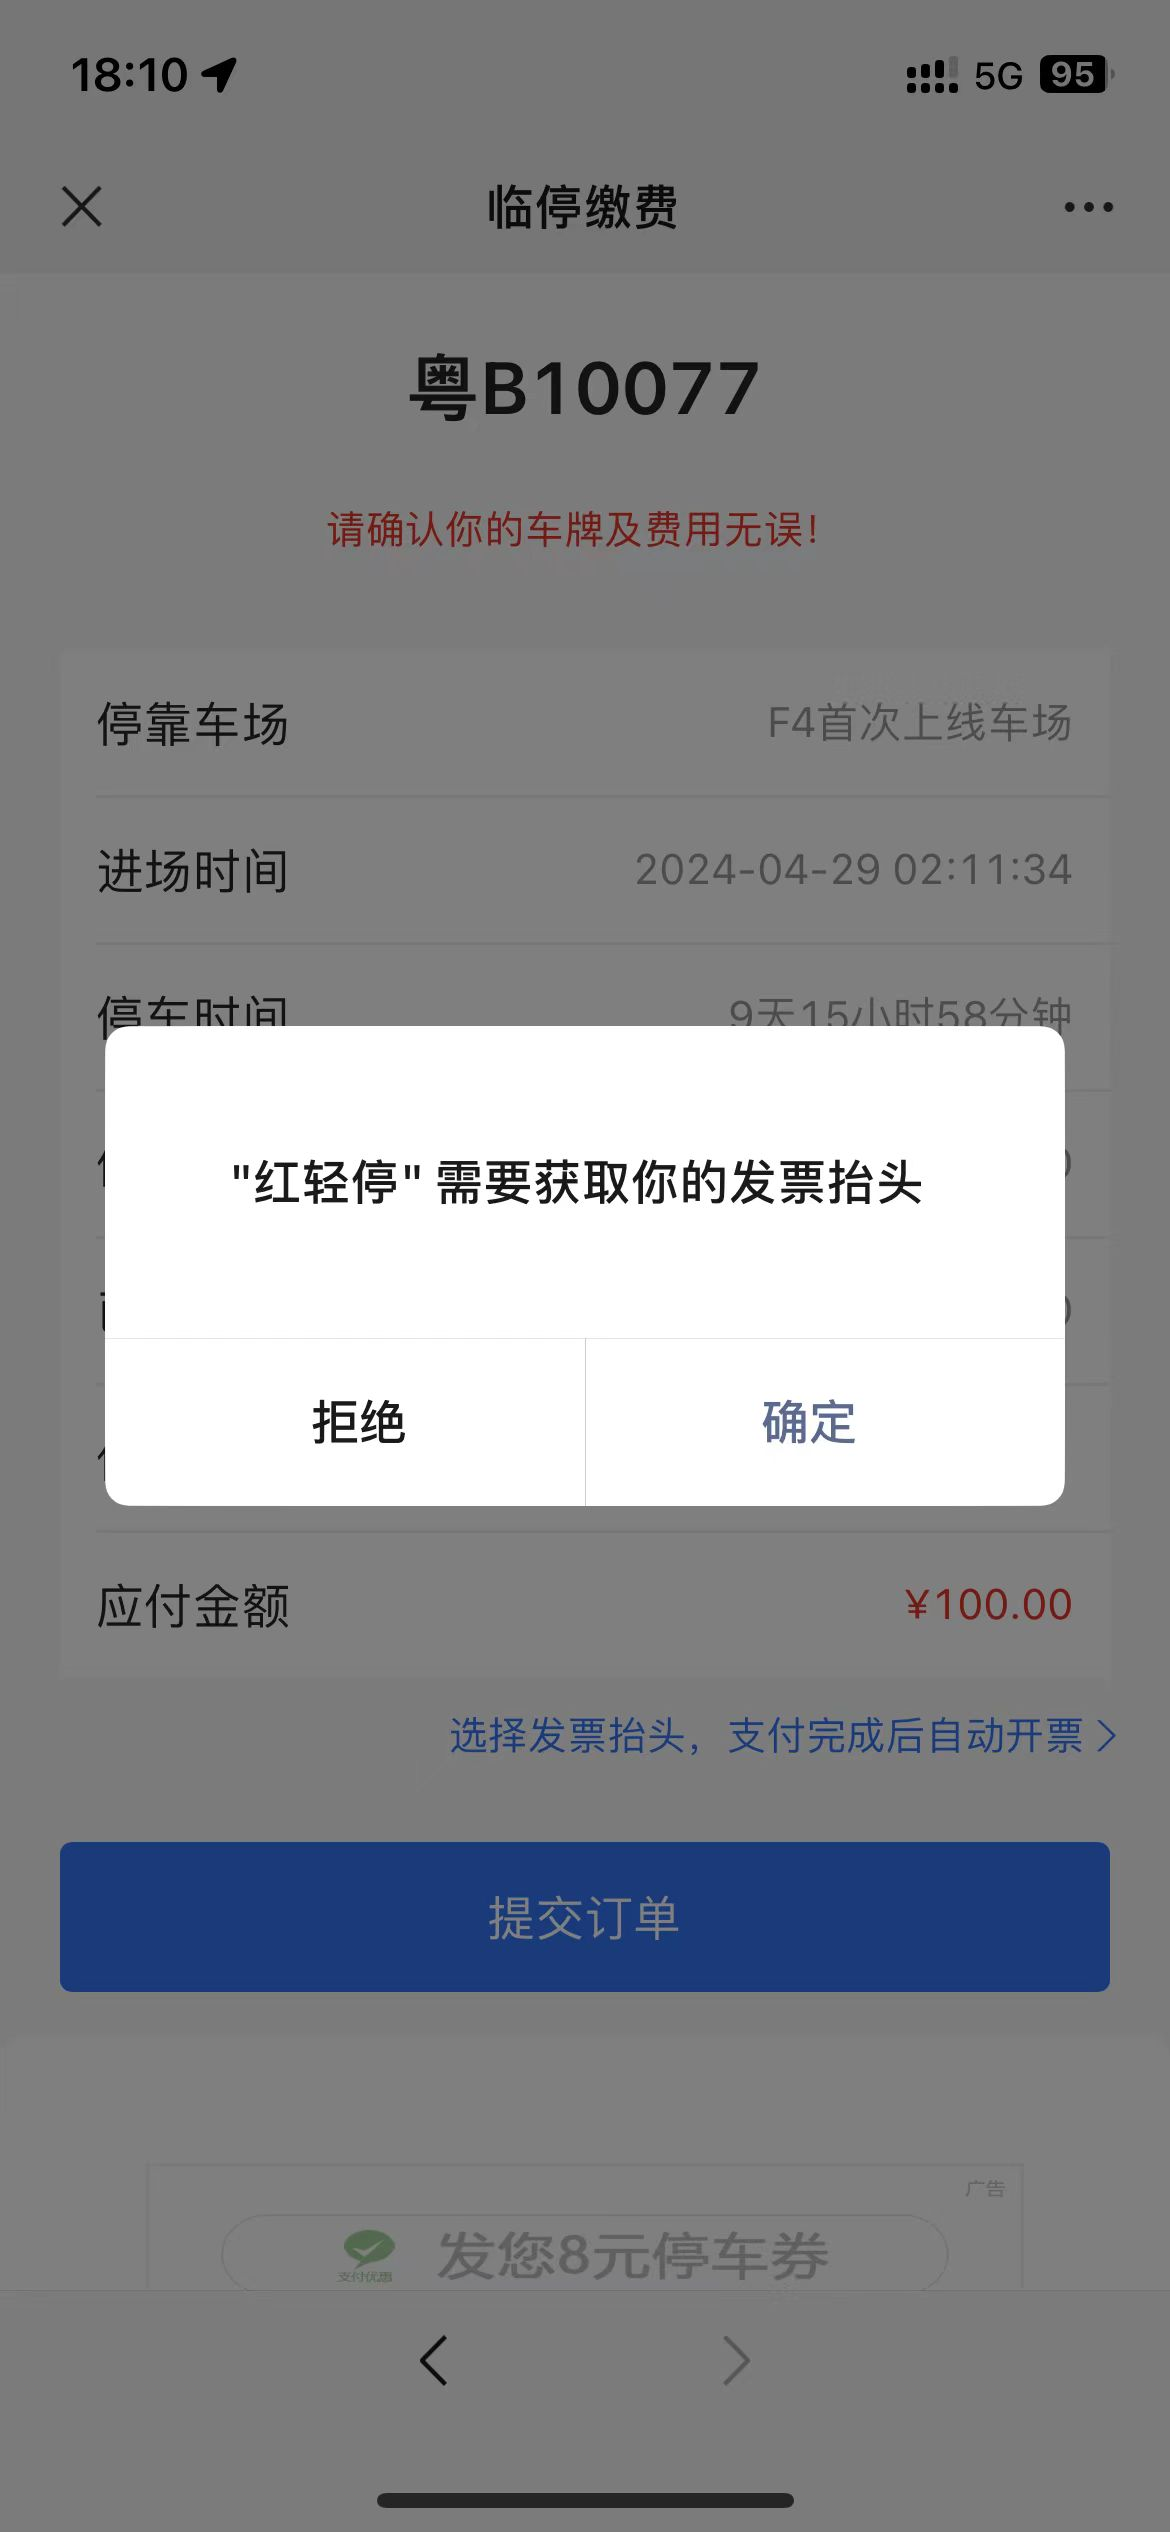 18:10
5G 95
临停缴费
粤B10077
请确认你的车牌及费用无误！
停靠车场 F4首次上线车场
进场时间 2024-04-29 02:11:34
停车时间 9天15小时58分钟
"红轻停" 需要获取你的发票抬头
拒绝 确定
应付金额 ¥100.00
选择发票抬头，支付完成后自动开票
提交订单
广告
支付优惠 发您8元停车券